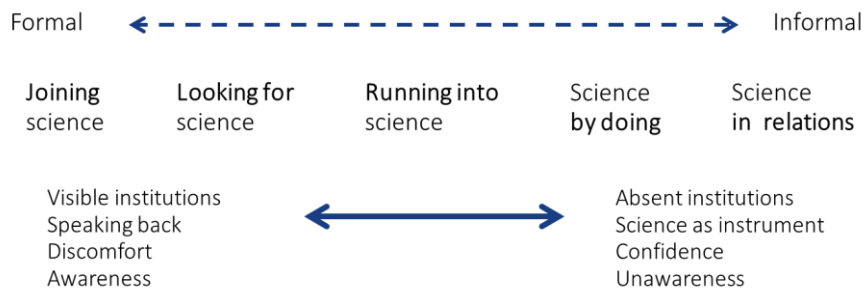 Formal Informal
Joining Looking for Running into Science Science
science science science by doing in relations
Visible institutions Absent institutions
Speaking back Science as instrument
Discomfort Confidence
Awareness Unawareness